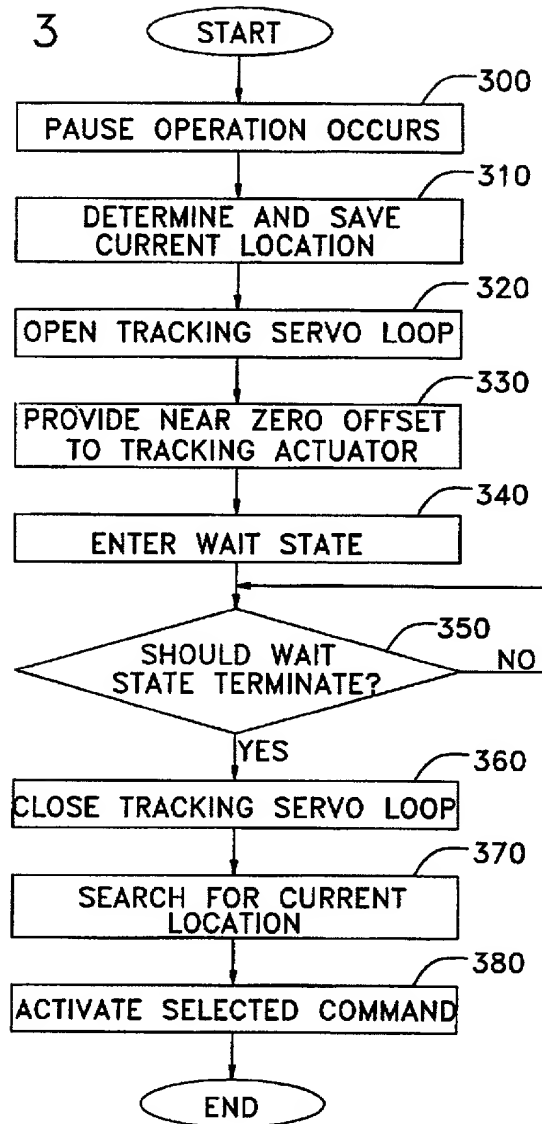 3
START
300
PAUSE OPERATION OCCURS
310
DETERMINE AND SAVE
CURRENT LOCATION
320
OPEN TRACKING SERVO LOOP
330
PROVIDE NEAR ZERO OFFSET
TO TRACKING ACTUATOR
340
ENTER WAIT STATE
350
SHOULD WAIT
STATE TERMINATE?
NO
YES
360
CLOSE TRACKING SERVO LOOP
370
SEARCH FOR CURRENT
LOCATION
380
ACTIVATE SELECTED COMMAND
END